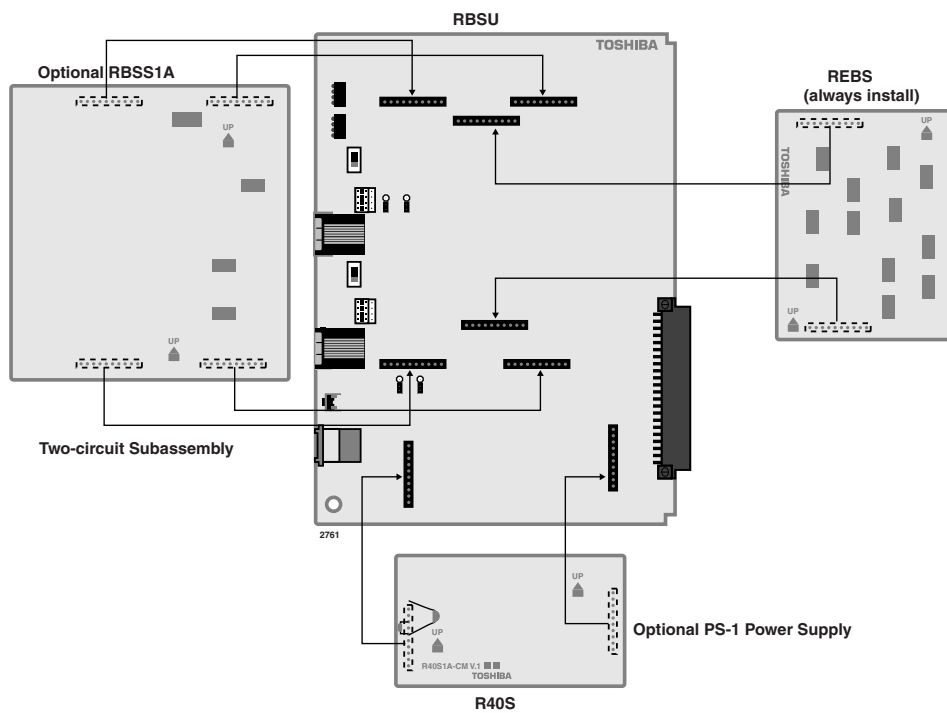 RBSU
TOSHIBA
Optional RBSS1A
UP
UP
Two-circuit Subassembly
REBS
(always install)
UP
TOSHIBA
UP
2761
UP
UP
R40S1A-CM V.1
TOSHIBA
Optional PS-1 Power Supply
R40S